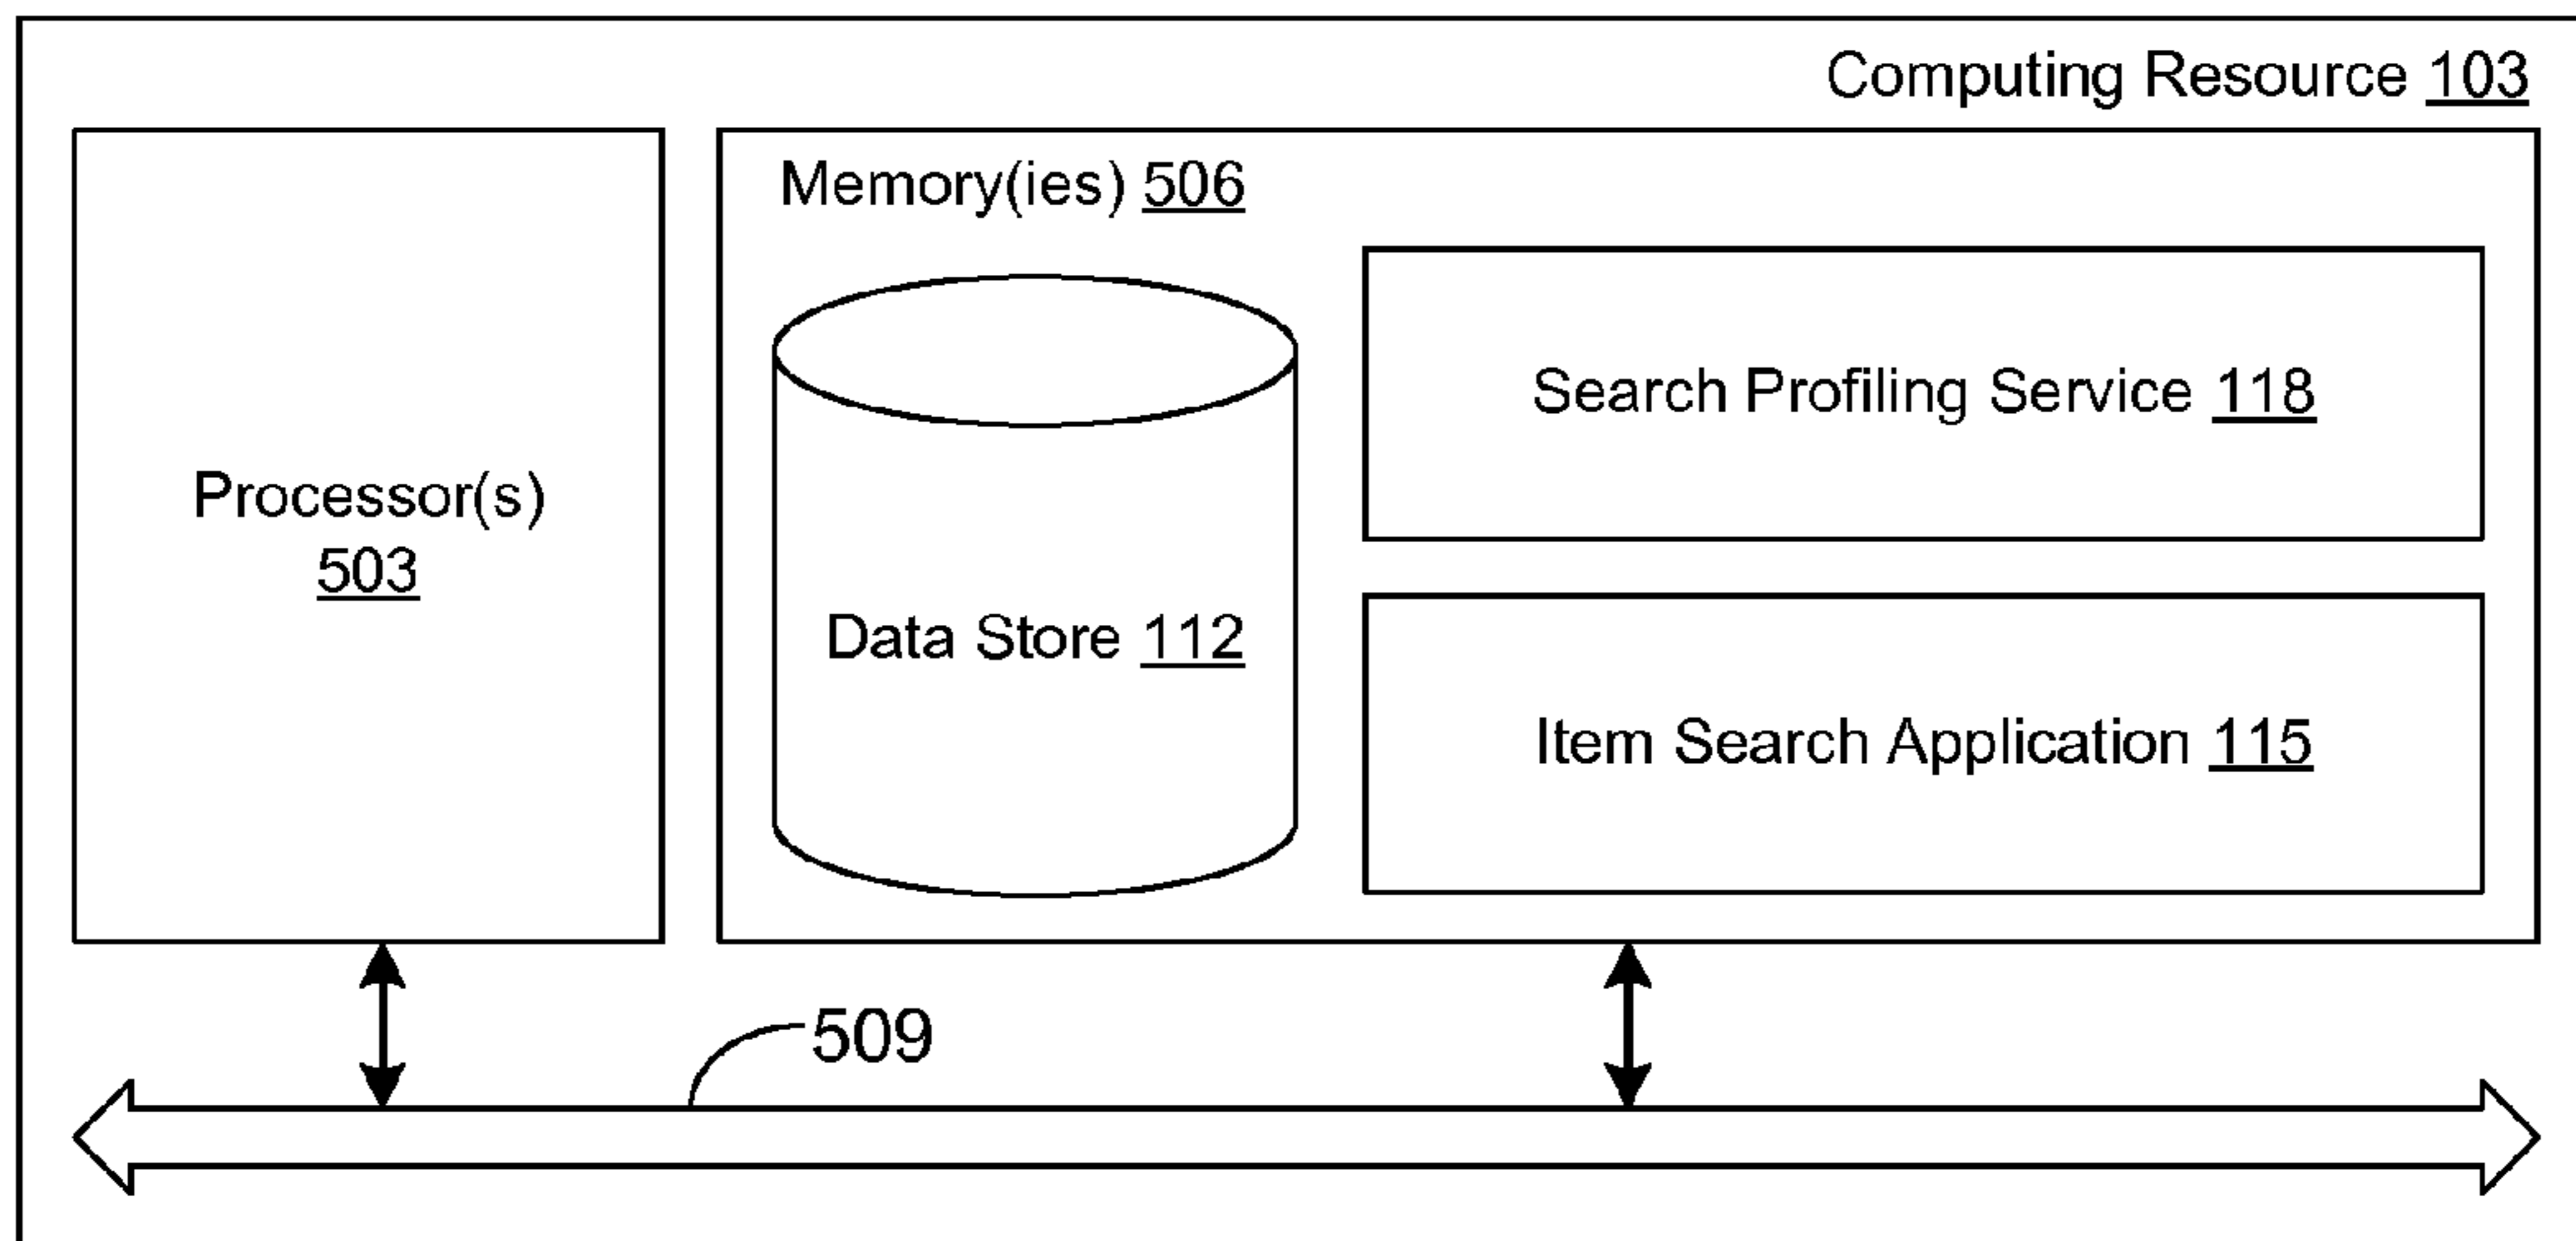 Computing Resource 103
Memory(ies) 506
Processor(s)
503
Data Store 112
Search Profiling Service 118
Item Search Application 115
509